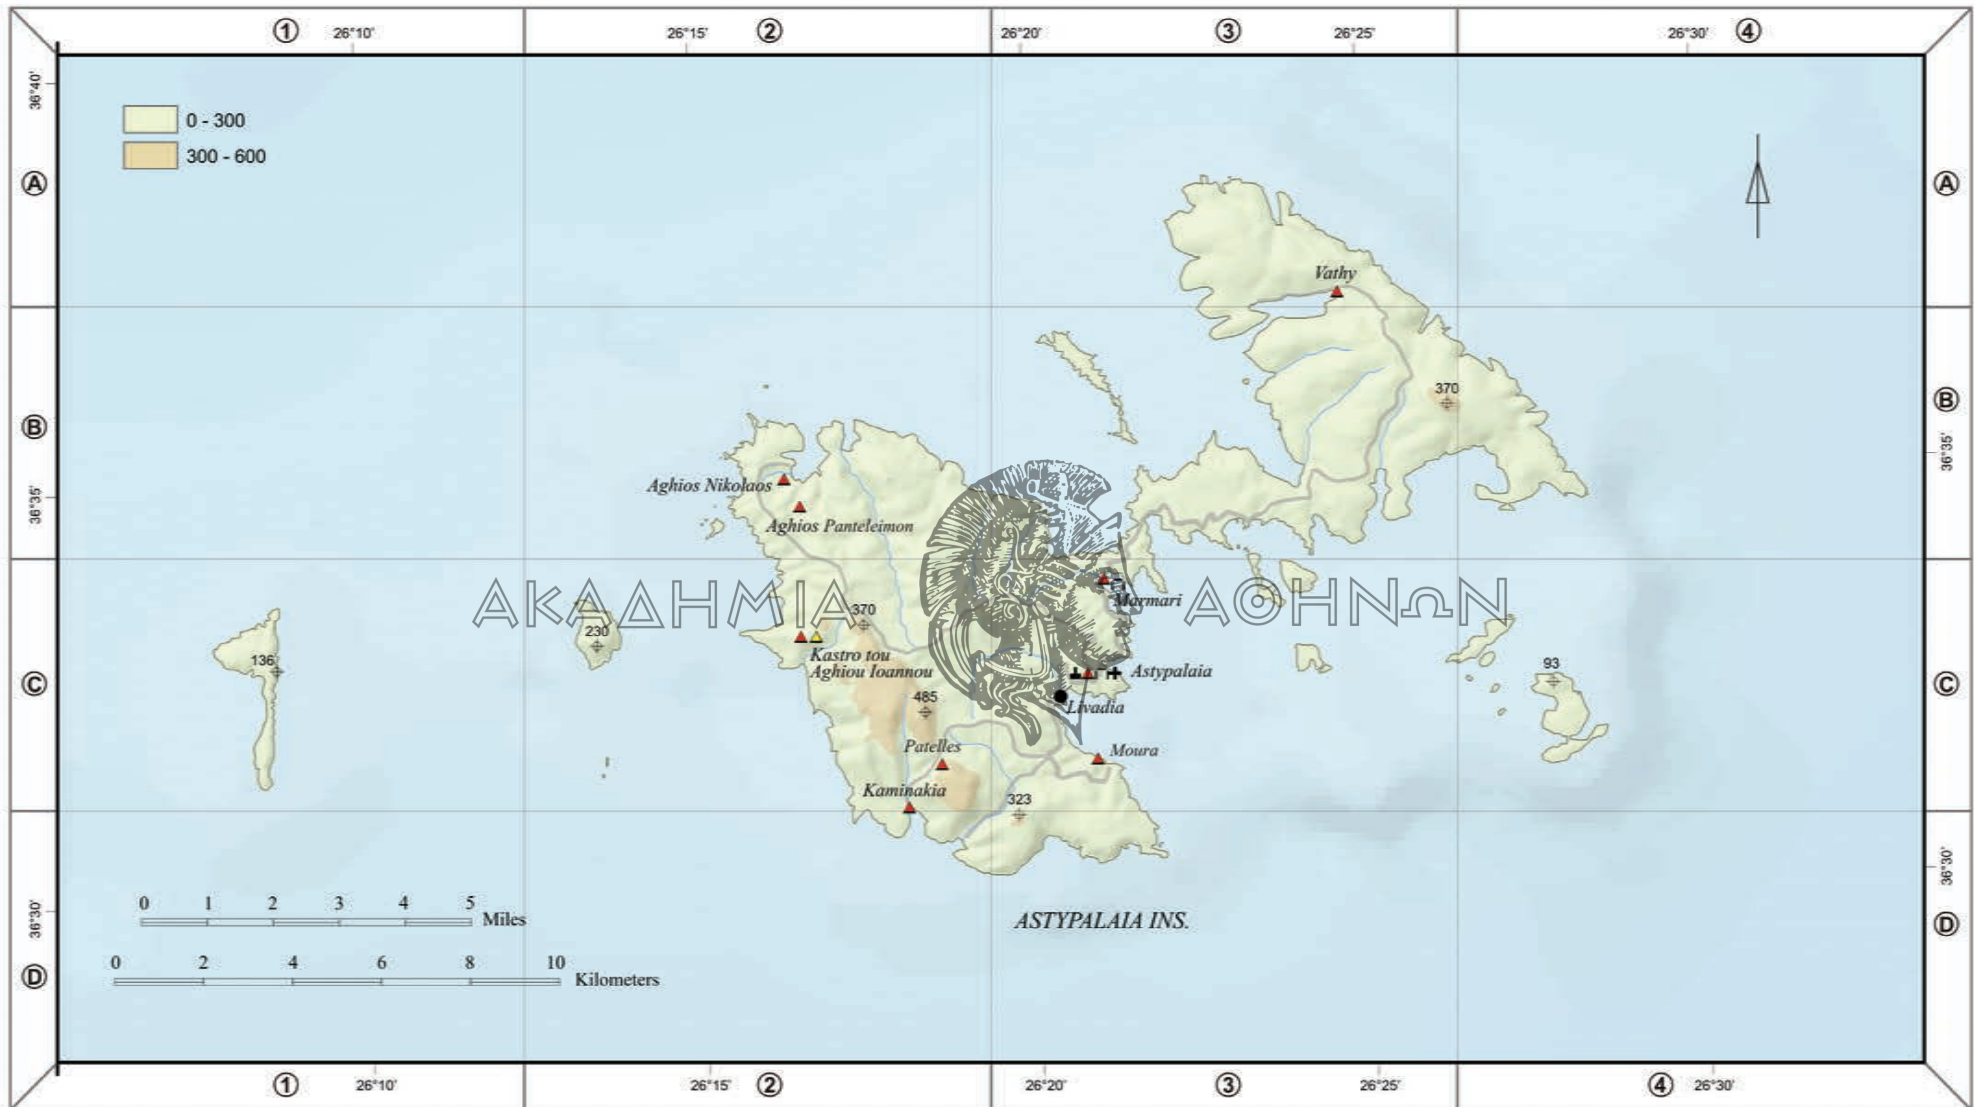 1 26°10' 26°15' 2 26°20' 3 26°25' 26°30' 4
36°40'
0 - 300
300 - 600
A A
Vathy
370
B B
36°35'
Aghios Nikolaos
36°35'
Aghios Panteleimon
ΑΚΑΔΗΜΙΑ ΑΘΗΝΩΝ
Marmari
370
230
136
Kastro tou
Aghiou Ioannou
93
Astypalaia
C C
485
Livadia
Patelles
Moura
Kaminakia
323
36°30'
0 1 2 3 4 5
Miles
36°30'
ASTYPALAIA INS.
D
0 2 4 6 8 10
Kilometers
D
1 26°10' 26°15' 2 26°20' 3 26°25' 4 26°30'